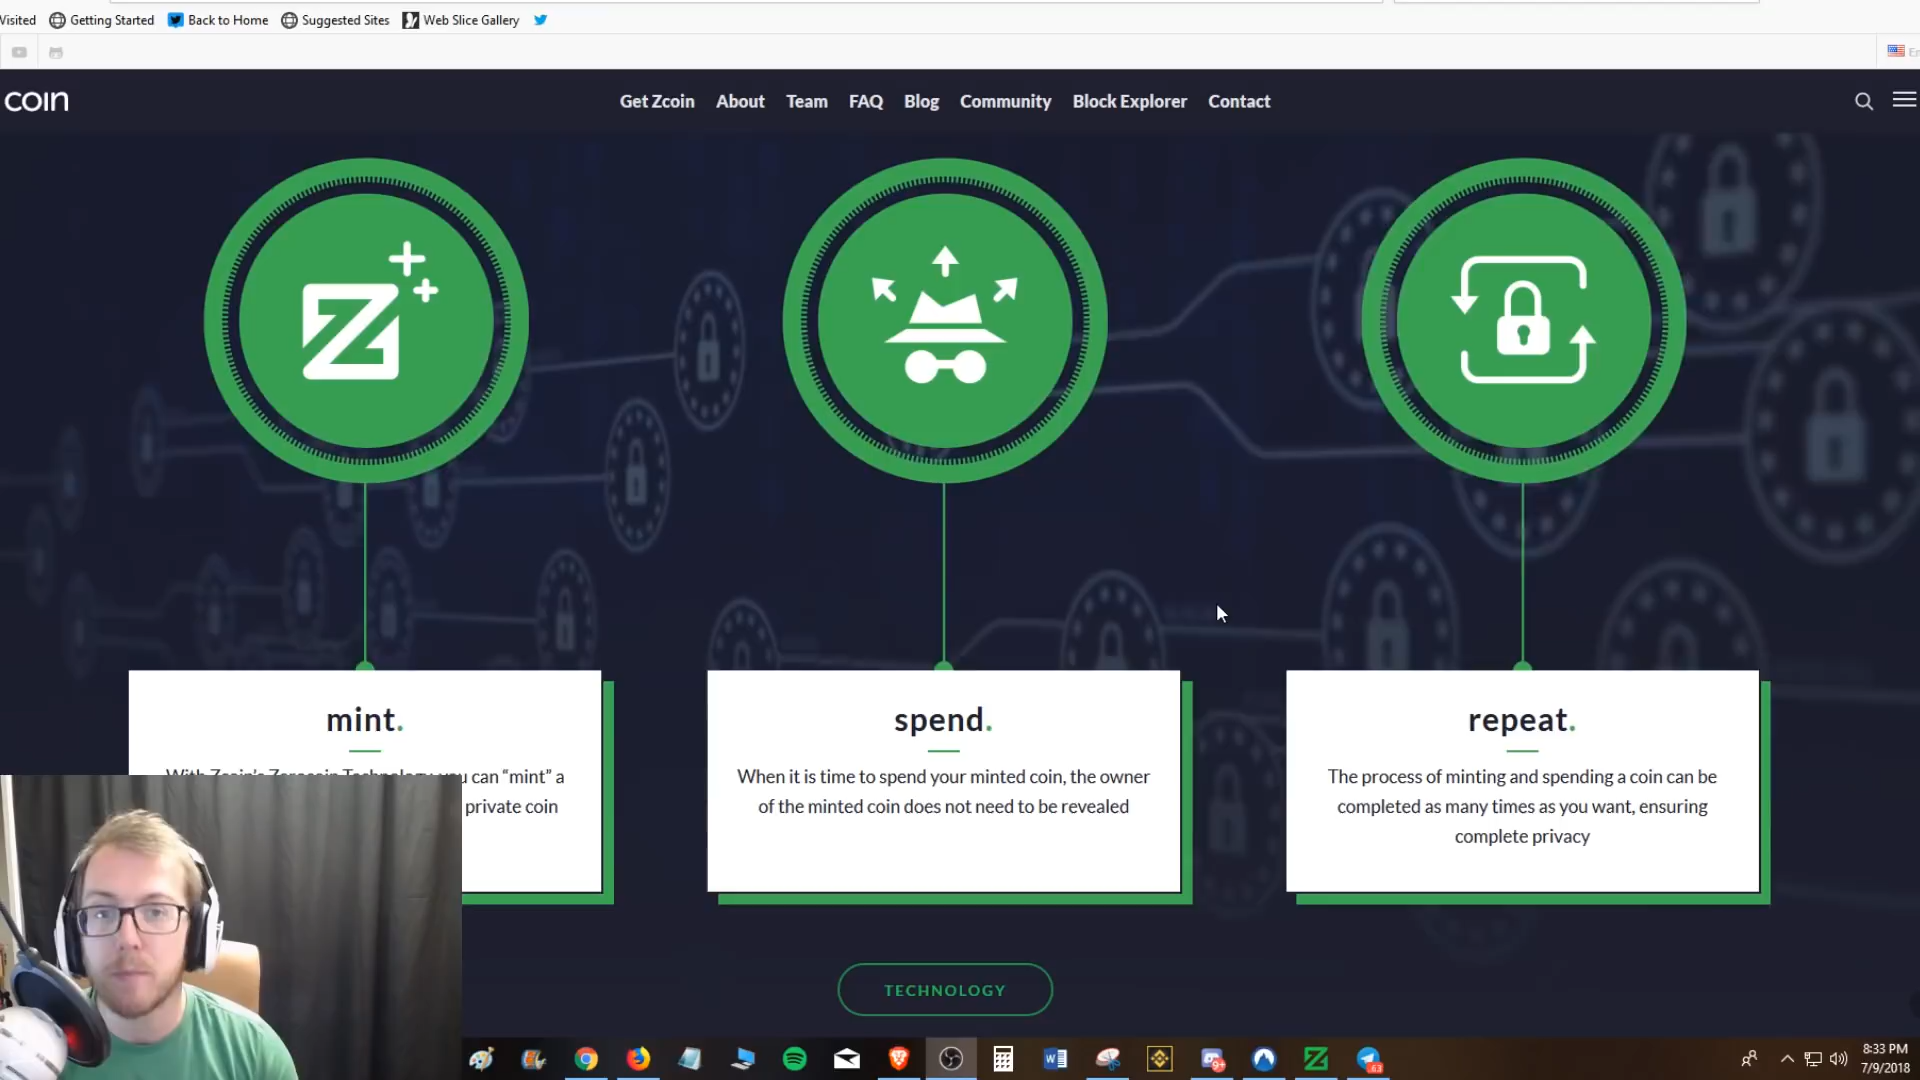 Visited Getting Started Back to Home Suggested Sites Web Slice Gallery
coin Get Zcoin About Team FAQ Blog Community Block Explorer Contact
mint.
can “mint” a
private coin
spend.
When it is time to spend your minted coin, the owner
of the minted coin does not need to be revealed
repeat.
The process of minting and spending a coin can be
completed as many times as you want, ensuring
complete privacy
TECHNOLOGY
8:33 PM
7/9/2018